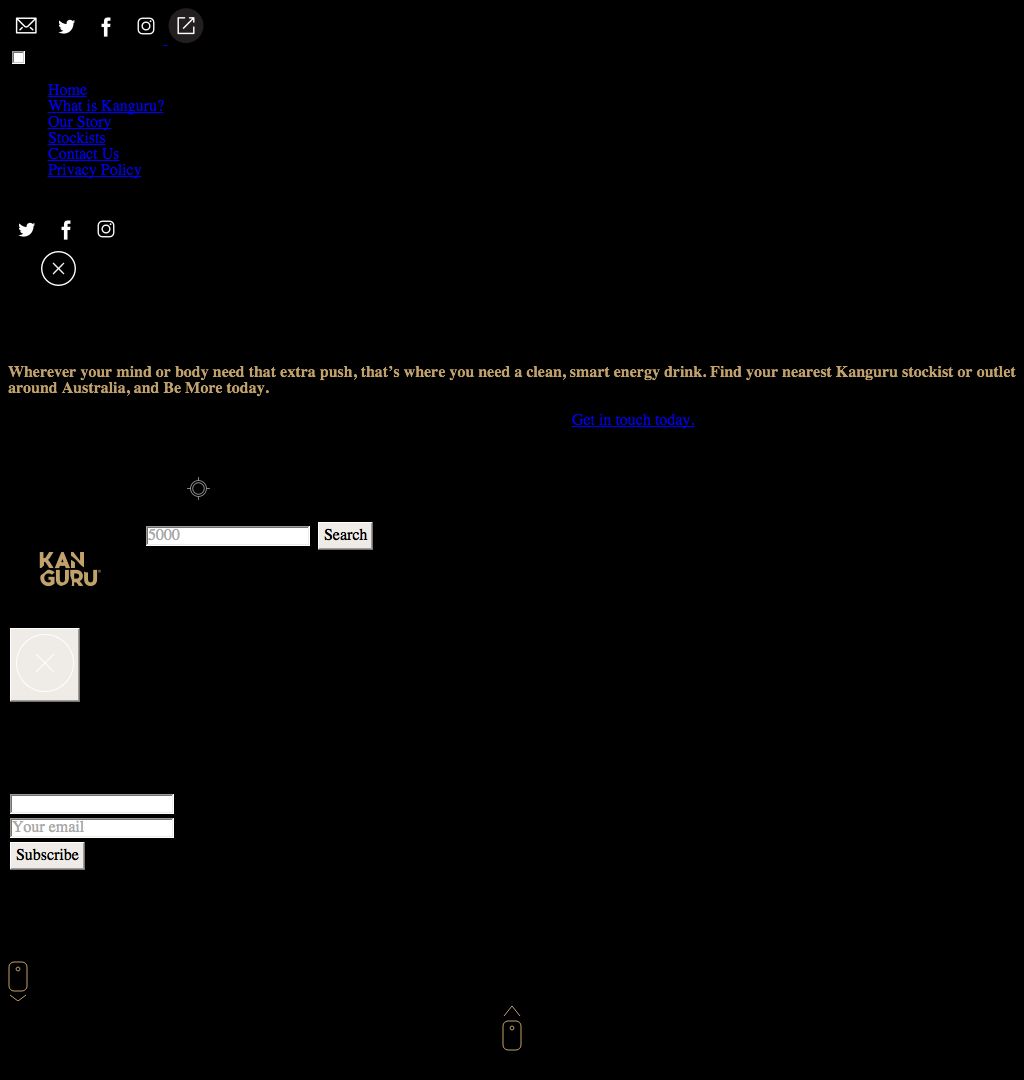 Home
What is Kanguru?
Our Story
Stockists
Contact Us
Privacy Policy
Wherever your mind or body need that extra push, that’s where you need a clean, smart energy drink. Find your nearest Kanguru stockist or outlet
around Australia, and Be More today.
Get in touch today.
5000 Search
KAN
GURU
Your email
Subscribe